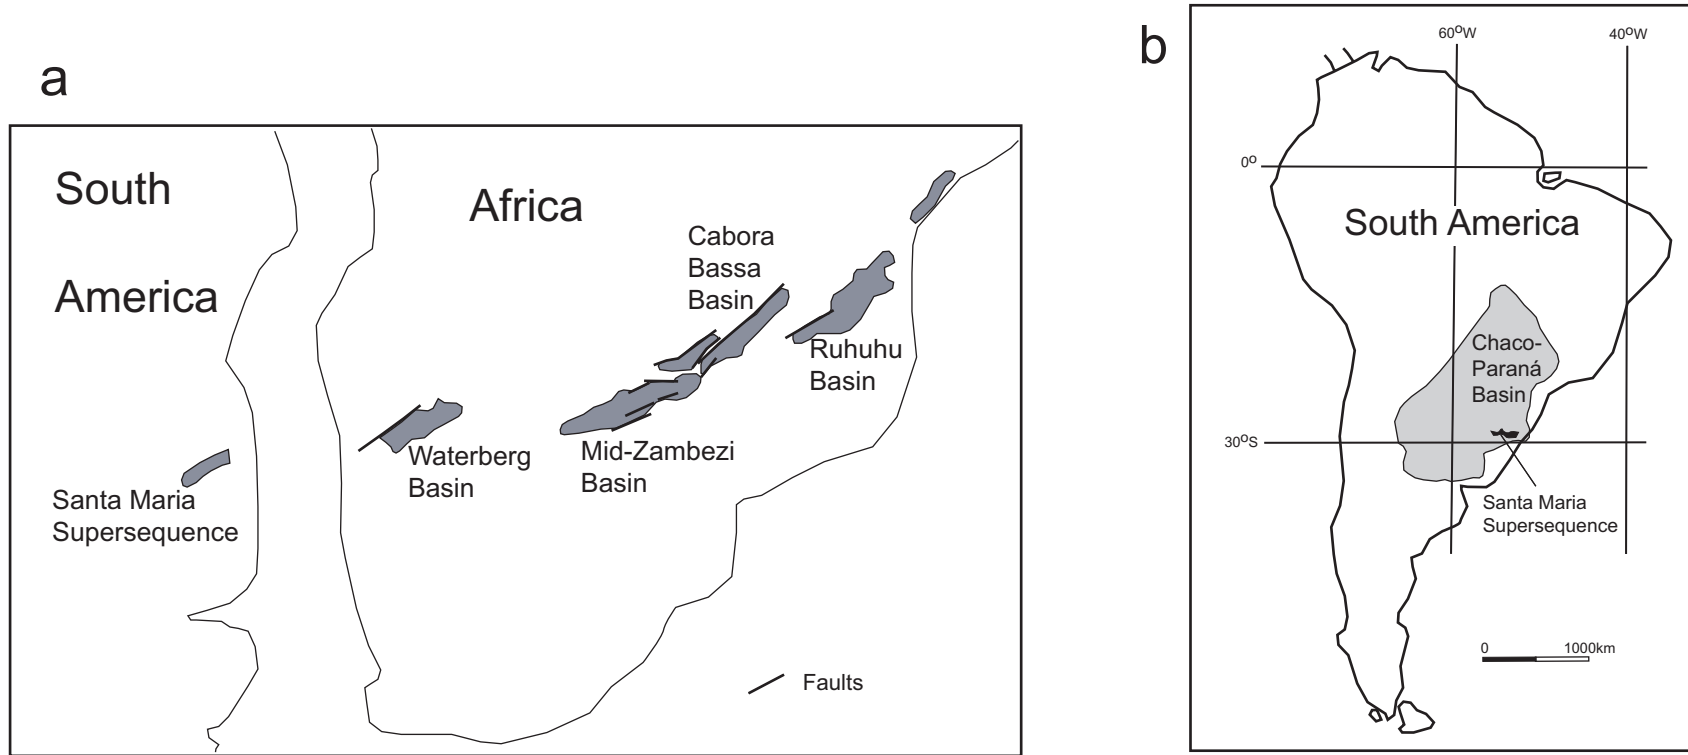 a
South
America
Africa
Cabora
Bassa
Basin
Ruhuhu
Basin
Waterberg
Basin
Mid-Zambezi
Basin
Santa Maria
Supersequence
Faults
b
60ºW
40ºW
0º
South America
Chaco-
Paraná
Basin
30ºS
Santa Maria
Supersequence
0 1000km